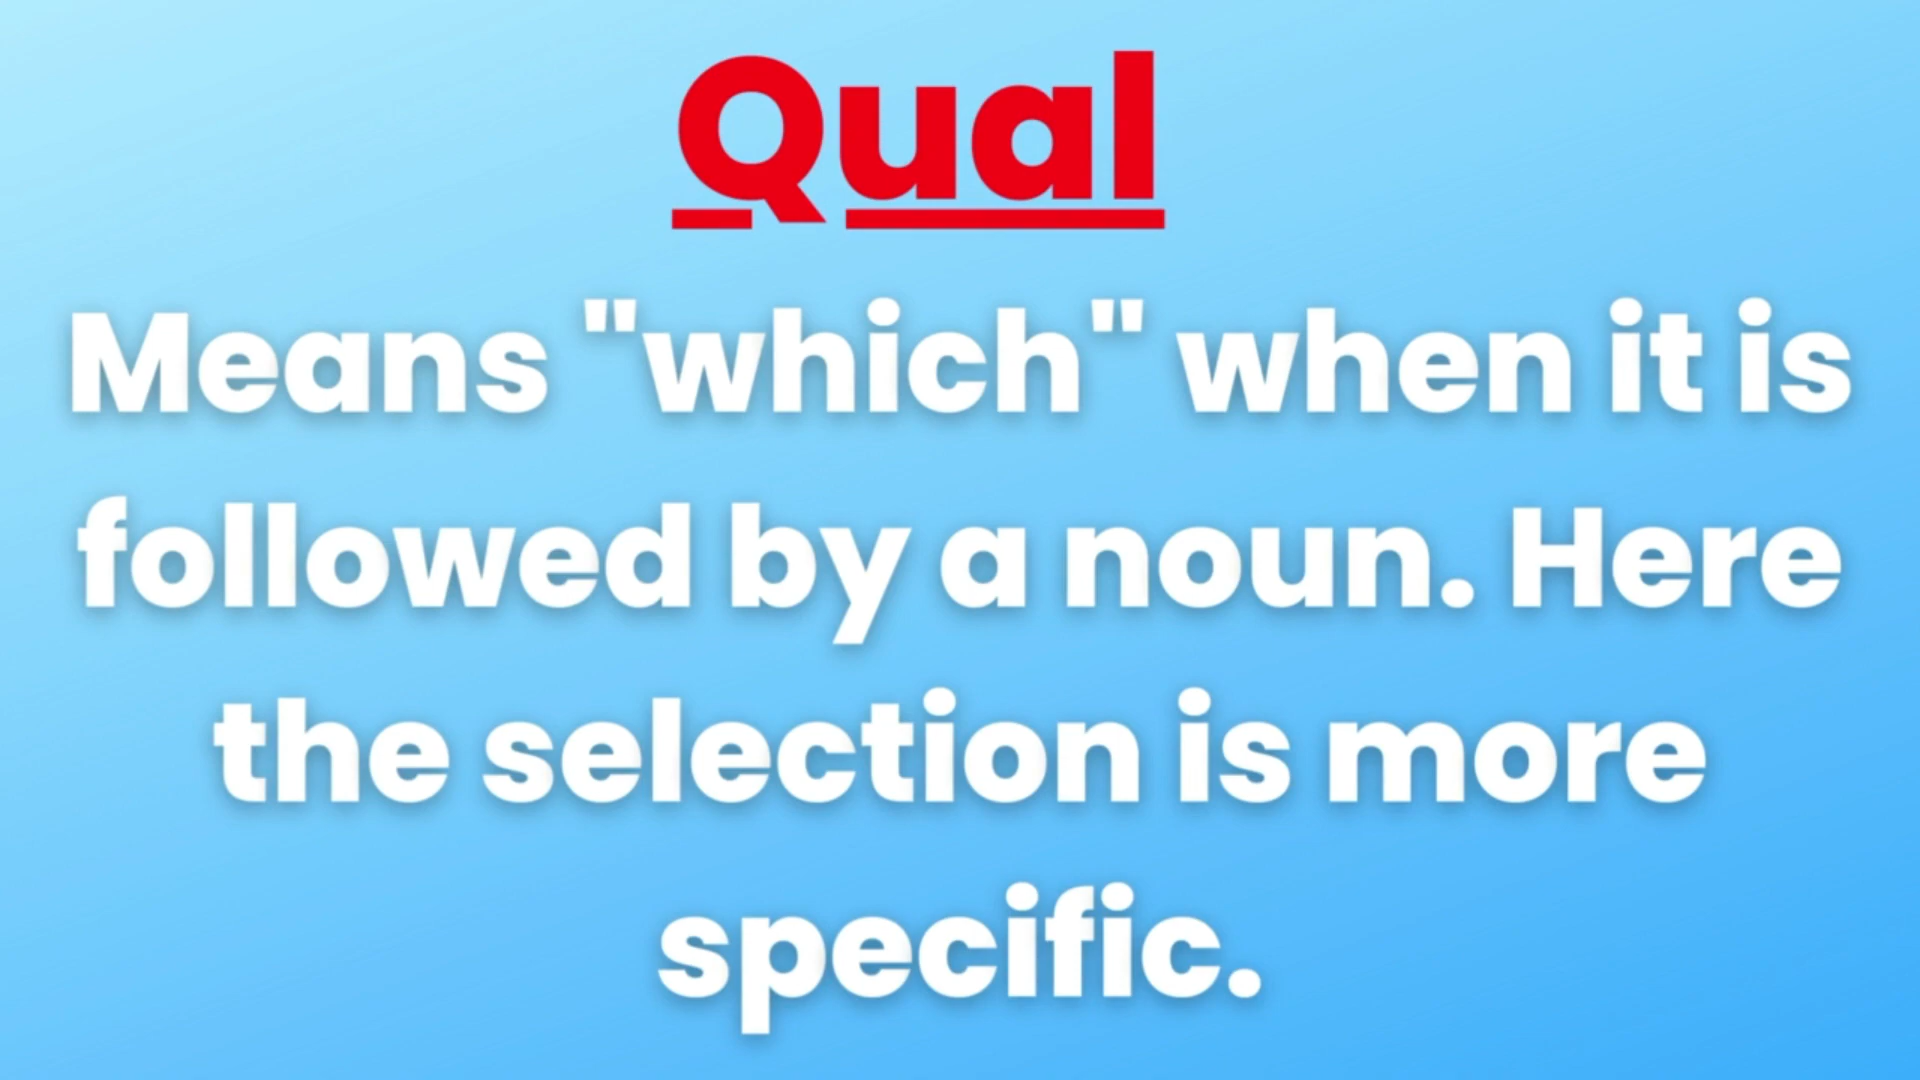 Qual
Means "which" when it is
followed by a noun. Here
the selection is more
specific.